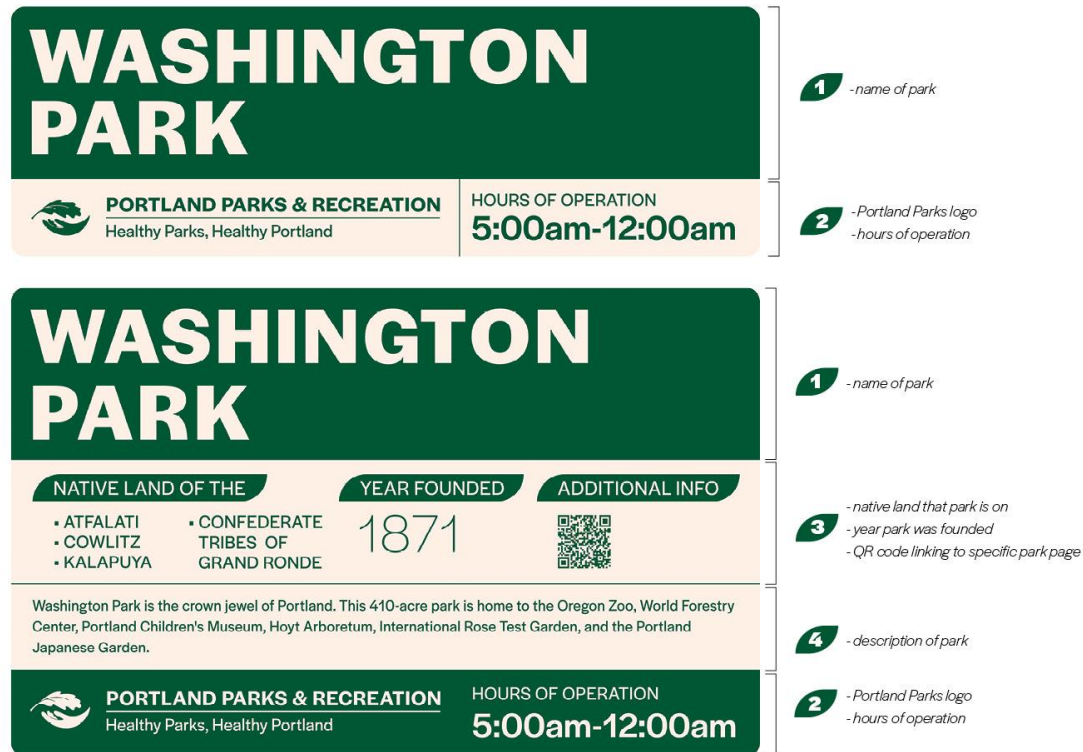 WASHINGTON
PARK
PORTLAND PARKS & RECREATION
Healthy Parks, Healthy Portland
HOURS OF OPERATION
5:00am-12:00am
1 - name of park
2 - Portland Parks logo
- hours of operation
WASHINGTON
PARK
NATIVE LAND OF THE
▪ ATFALATI
▪ COWLITZ
▪ KALAPUYA
▪ CONFEDERATE
TRIBES OF
GRAND RONDE
YEAR FOUNDED
1871
ADDITIONAL INFO
Washington Park is the crown jewel of Portland. This 410-acre park is home to the Oregon Zoo, World Forestry
Center, Portland Children's Museum, Hoyt Arboretum, International Rose Test Garden, and the Portland
Japanese Garden.
PORTLAND PARKS & RECREATION
Healthy Parks, Healthy Portland
HOURS OF OPERATION
5:00am-12:00am
1 - name of park
3 - native land that park is on
- year park was founded
- QR code linking to specific park page
4 - description of park
2 - Portland Parks logo
- hours of operation